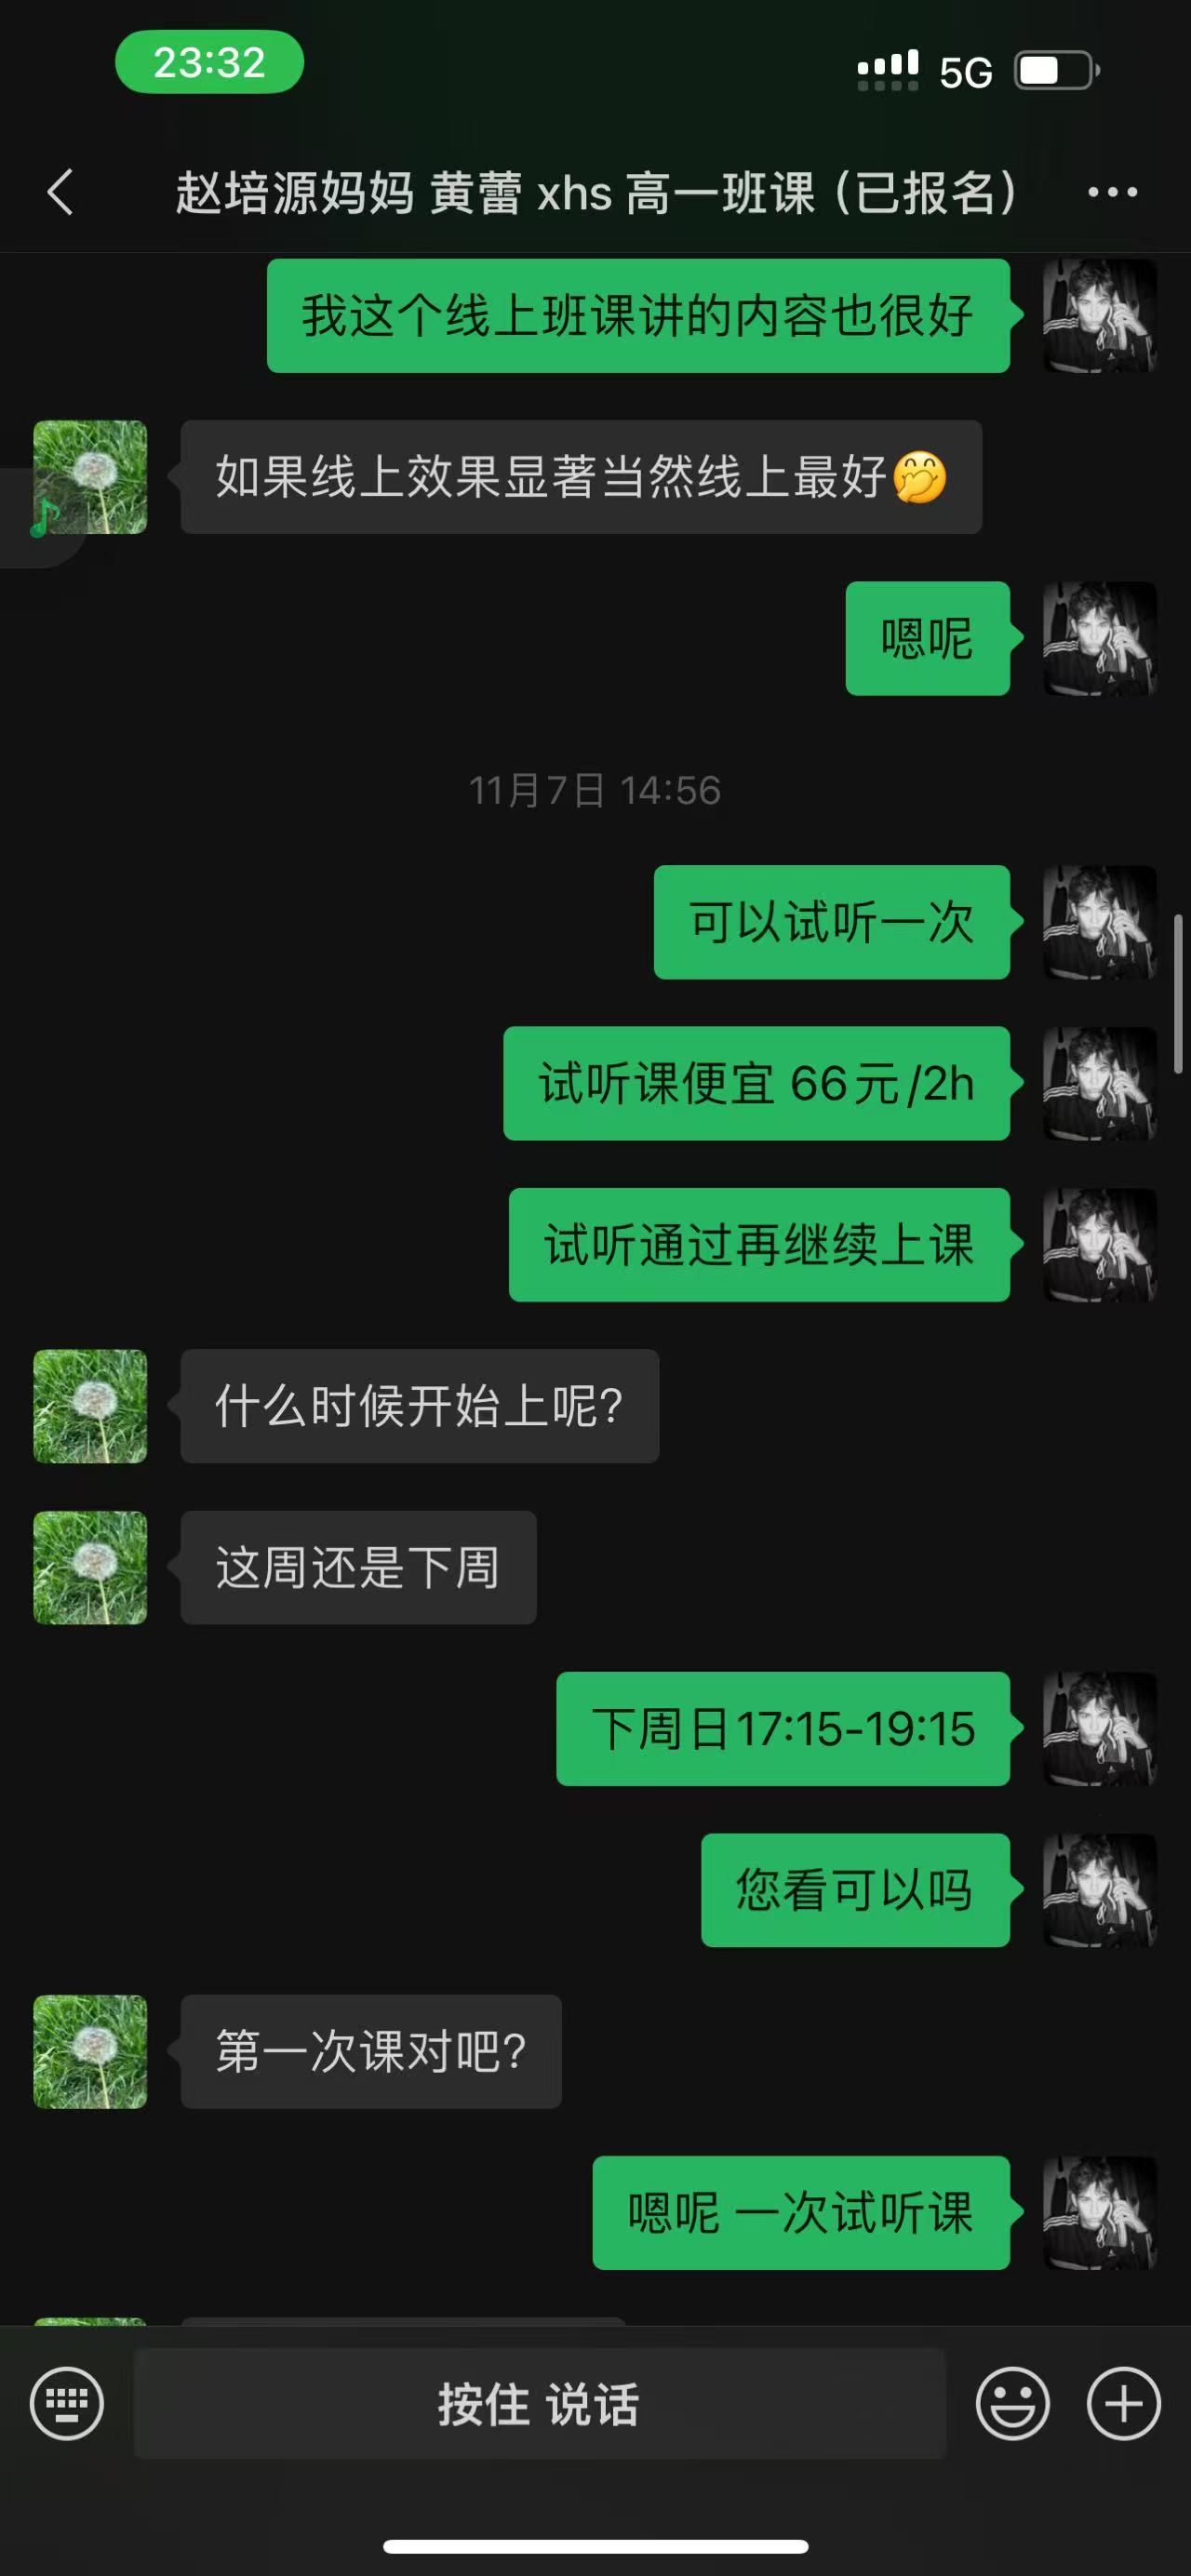 23:32
5G
赵培源妈妈 黄蕾 xhs 高一班课（已报名）
我这个线上班课讲的内容也很好
如果线上效果显著当然线上最好🤭
嗯呢
11月7日 14:56
可以试听一次
试听课便宜 66元/2h
试听通过再继续上课
什么时候开始上呢?
这周还是下周
下周日17:15-19:15
您看可以吗
第一次课对吧?
嗯呢 一次试听课
按住 说话